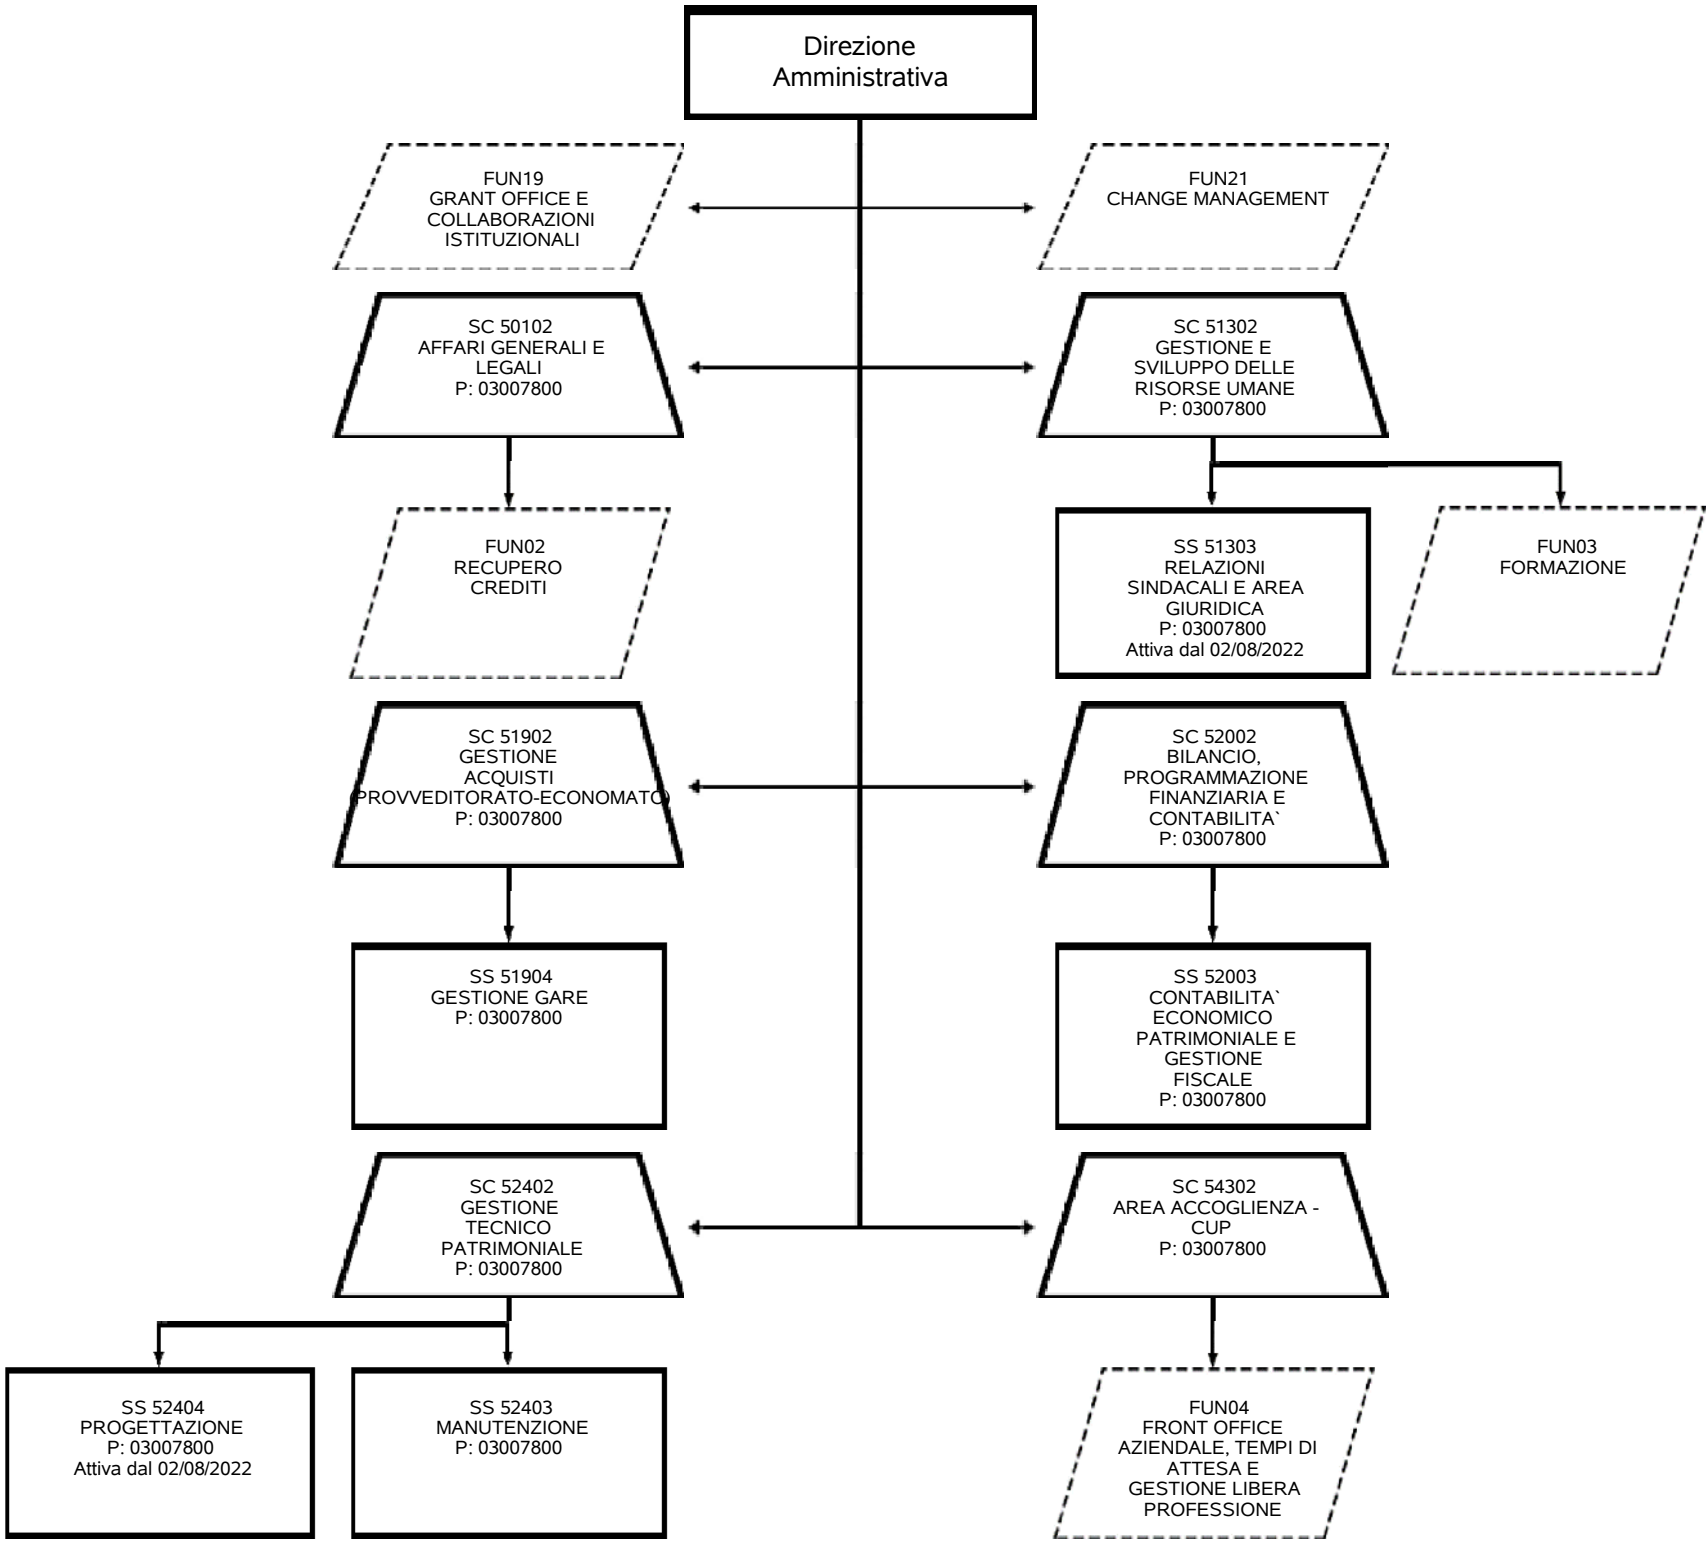 Direzione
Amministrativa
FUN19
GRANT OFFICE E
COLLABORAZIONI
ISTITUZIONALI
FUN21
CHANGE MANAGEMENT
SC 50102
AFFARI GENERALI E
LEGALI
P: 03007800
SC 51302
GESTIONE E
SVILUPPO DELLE
RISORSE UMANE
P: 03007800
FUN02
RECUPERO
CREDITI
SS 51303
RELAZIONI
SINDACALI E AREA
GIURIDICA
P: 03007800
Attiva dal 02/08/2022
FUN03
FORMAZIONE
SC 51902
GESTIONE
ACQUISTI
(PROVVEDITORATO-ECONOMATO)
P: 03007800
SC 52002
BILANCIO,
PROGRAMMAZIONE
FINANZIARIA E
CONTABILITA`
P: 03007800
SS 51904
GESTIONE GARE
P: 03007800
SS 52003
CONTABILITA`
ECONOMICO
PATRIMONIALE E
GESTIONE
FISCALE
P: 03007800
SC 52402
GESTIONE
TECNICO
PATRIMONIALE
P: 03007800
SC 54302
AREA ACCOGLIENZA -
CUP
P: 03007800
SS 52404
PROGETTAZIONE
P: 03007800
Attiva dal 02/08/2022
SS 52403
MANUTENZIONE
P: 03007800
FUN04
FRONT OFFICE
AZIENDALE, TEMPI DI
ATTESA E
GESTIONE LIBERA
PROFESSIONE